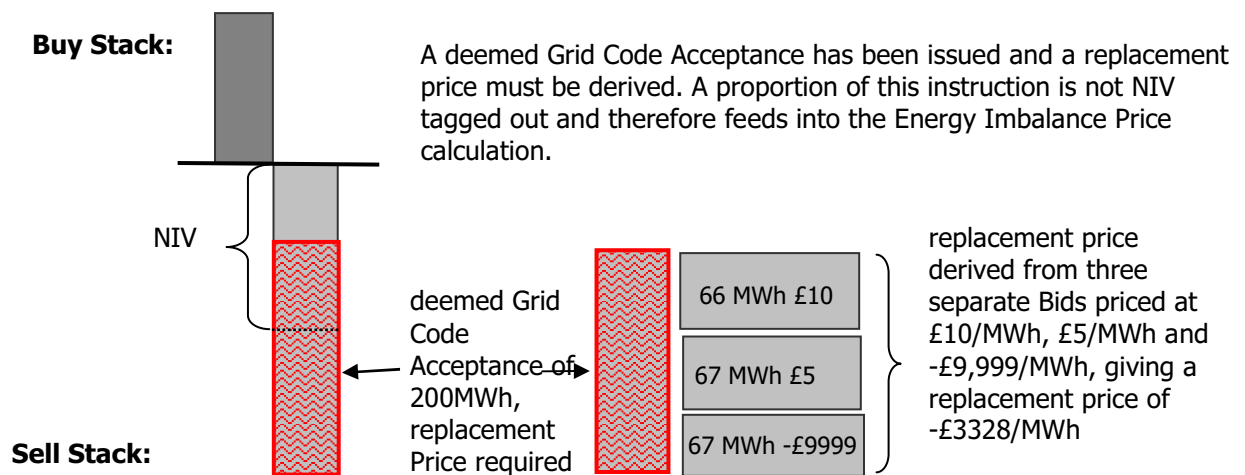 Buy Stack:
A deemed Grid Code Acceptance has been issued and a replacement
price must be derived. A proportion of this instruction is not NIV
tagged out and therefore feeds into the Energy Imbalance Price
calculation.
NIV
deemed Grid
Code
Acceptance of
200MWh,
replacement
Price required
66 MWh £10
67 MWh £5
67 MWh -£9999
replacement price
derived from three
separate Bids priced at
£10/MWh, £5/MWh and
-£9,999/MWh, giving a
replacement price of
-£3328/MWh
Sell Stack: